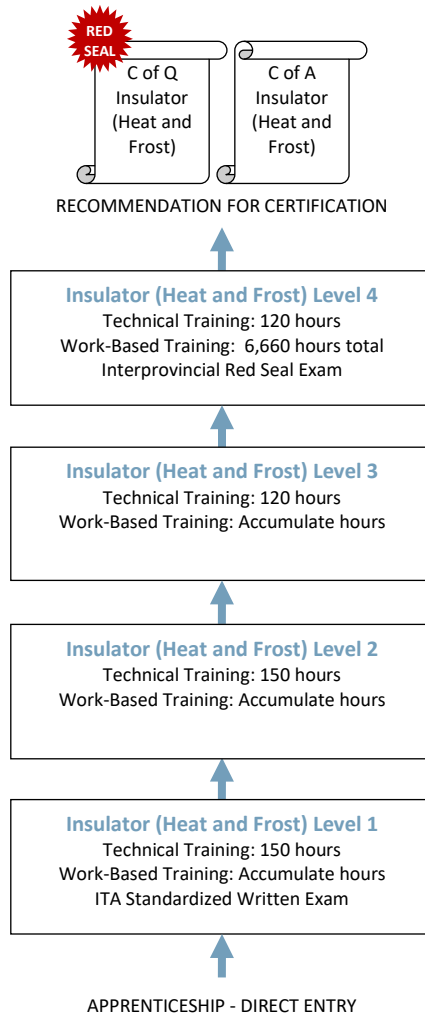 RED
SEAL
C of Q
Insulator
(Heat and
Frost)
C of A
Insulator
(Heat and
Frost)
RECOMMENDATION FOR CERTIFICATION
Insulator (Heat and Frost) Level 4
Technical Training: 120 hours
Work-Based Training:  6,660 hours total
Interprovincial Red Seal Exam
Insulator (Heat and Frost) Level 3
Technical Training: 120 hours
Work-Based Training: Accumulate hours
Insulator (Heat and Frost) Level 2
Technical Training: 150 hours
Work-Based Training: Accumulate hours
Insulator (Heat and Frost) Level 1
Technical Training: 150 hours
Work-Based Training: Accumulate hours
ITA Standardized Written Exam
APPRENTICESHIP - DIRECT ENTRY